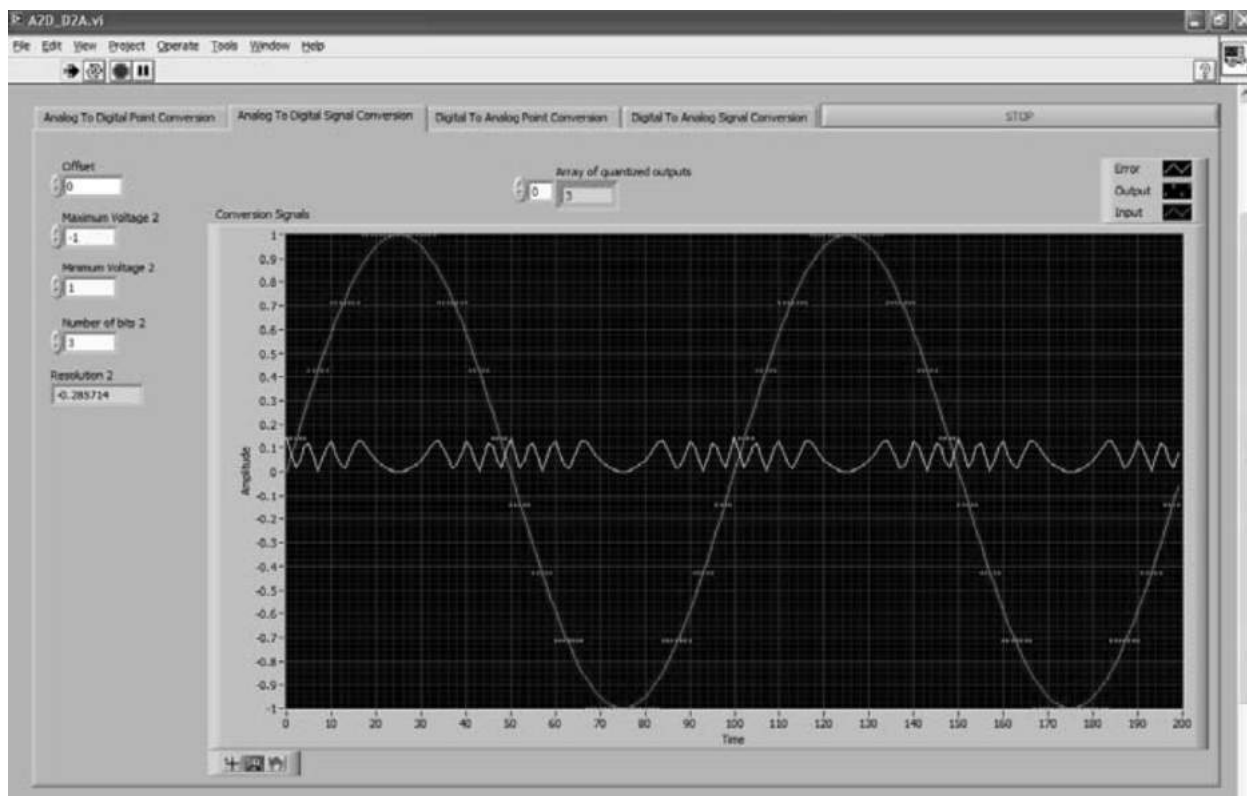 A2D_D2A.vi
File Edit View Project Operate Tools Window Help
Analog To Digital Point Conversion Analog To Digital Signal Conversion Digital To Analog Point Conversion Digital To Analog Signal Conversion STOP
Offset
0
Maximum Voltage 2
-1
Minimum Voltage 2
1
Number of bits 2
3
Resolution 2
-0.285714
Array of quantized outputs
0 3
Error
Output
Input
Conversion Signals
Amplitude
1
0.9
0.8
0.7
0.6
0.5
0.4
0.3
0.2
0.1
0
-0.1
-0.2
-0.3
-0.4
-0.5
-0.6
-0.7
-0.8
-0.9
-1
0 10 20 30 40 50 60 70 80 90 100 110 120 130 140 150 160 170 180 190 200
Time